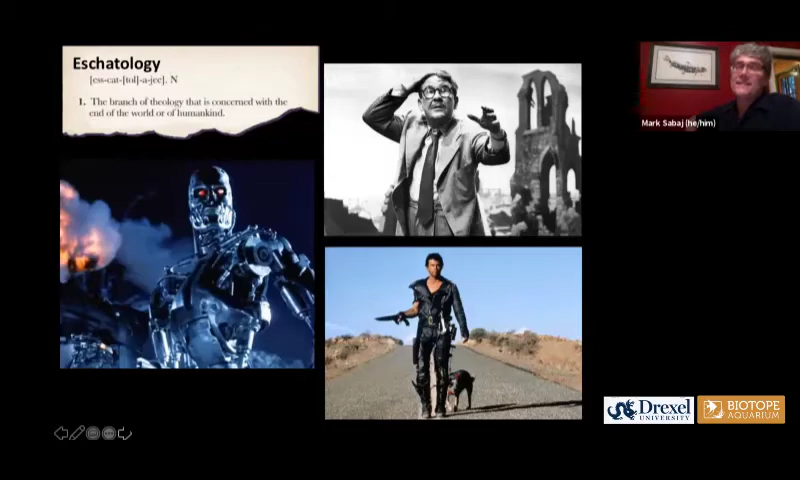 Eschatology
[ess-cat-[tol]-a-jee]. N
1. The branch of theology that is concerned with the
end of the world or of humankind.
Mark Sabaj (he/him)
Drexel
UNIVERSITY
BIOTOPE
AQUARIUM